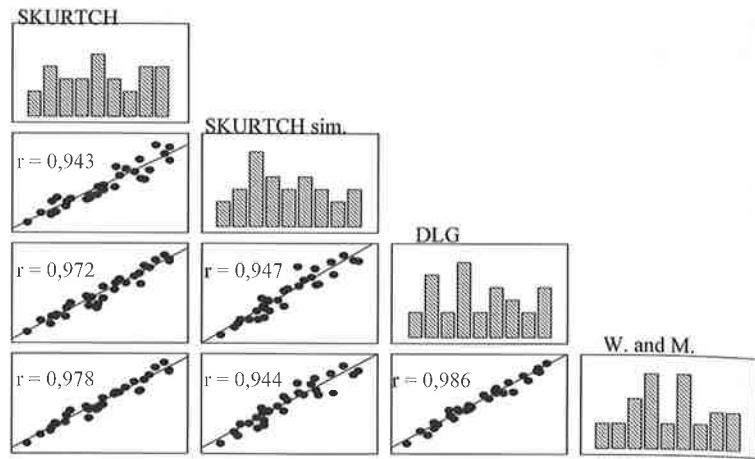 SKURTCH
SKURTCH sim.
r = 0,943
DLG
r = 0,972
r = 0,947
W. and M.
r = 0,978
r = 0,944
r = 0,986